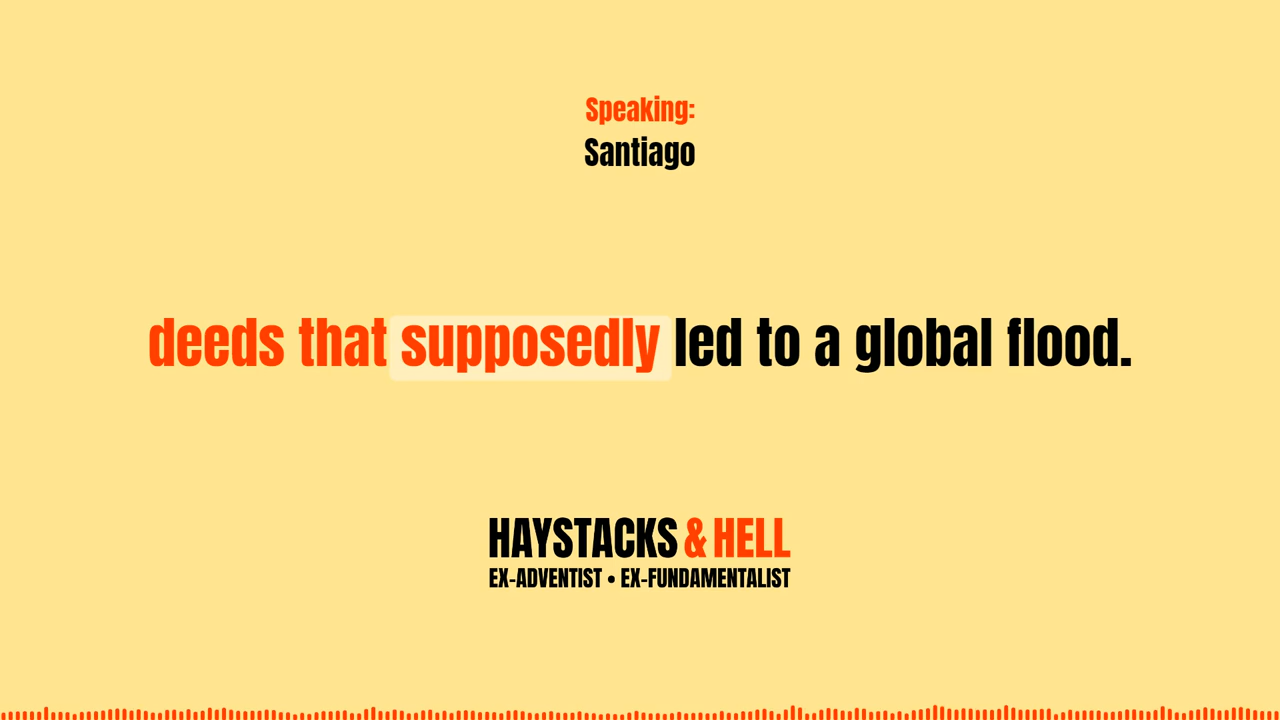 Speaking:
Santiago
deeds that supposedly led to a global flood.
HAYSTACKS & HELL
EX-ADVENTIST • EX-FUNDAMENTALIST